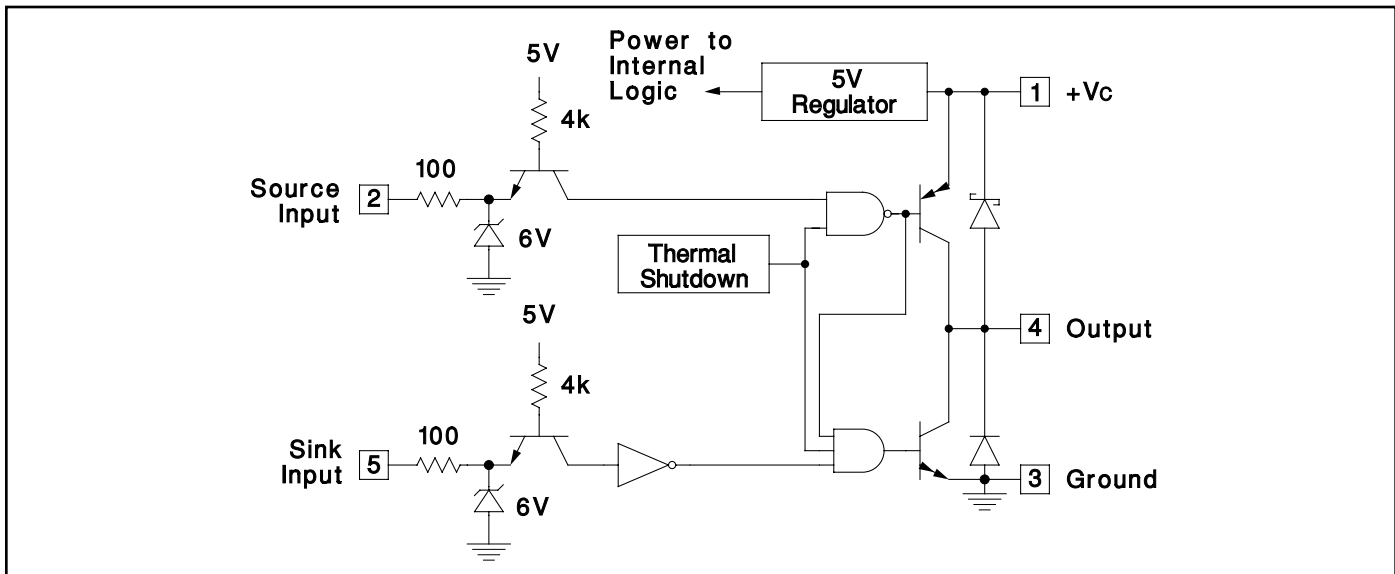 Power to
Internal
Logic
5V
Regulator
1 +Vc
5V
4k
100
Source
Input
2
6V
Thermal
Shutdown
5V
4k
4 Output
100
Sink
Input
5
6V
3 Ground